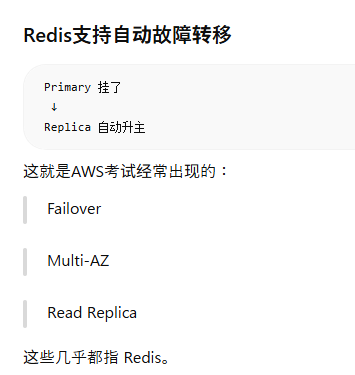 Redis支持自动故障转移
Primary 挂了
↓
Replica 自动升主
这就是AWS考试经常出现的：
Failover
Multi-AZ
Read Replica
这些几乎都指 Redis。